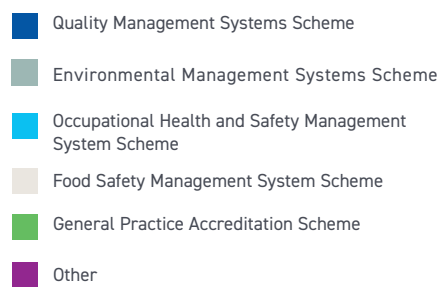 Quality Management Systems Scheme
Environmental Management Systems Scheme
Occupational Health and Safety Management
System Scheme
Food Safety Management System Scheme
General Practice Accreditation Scheme
Other